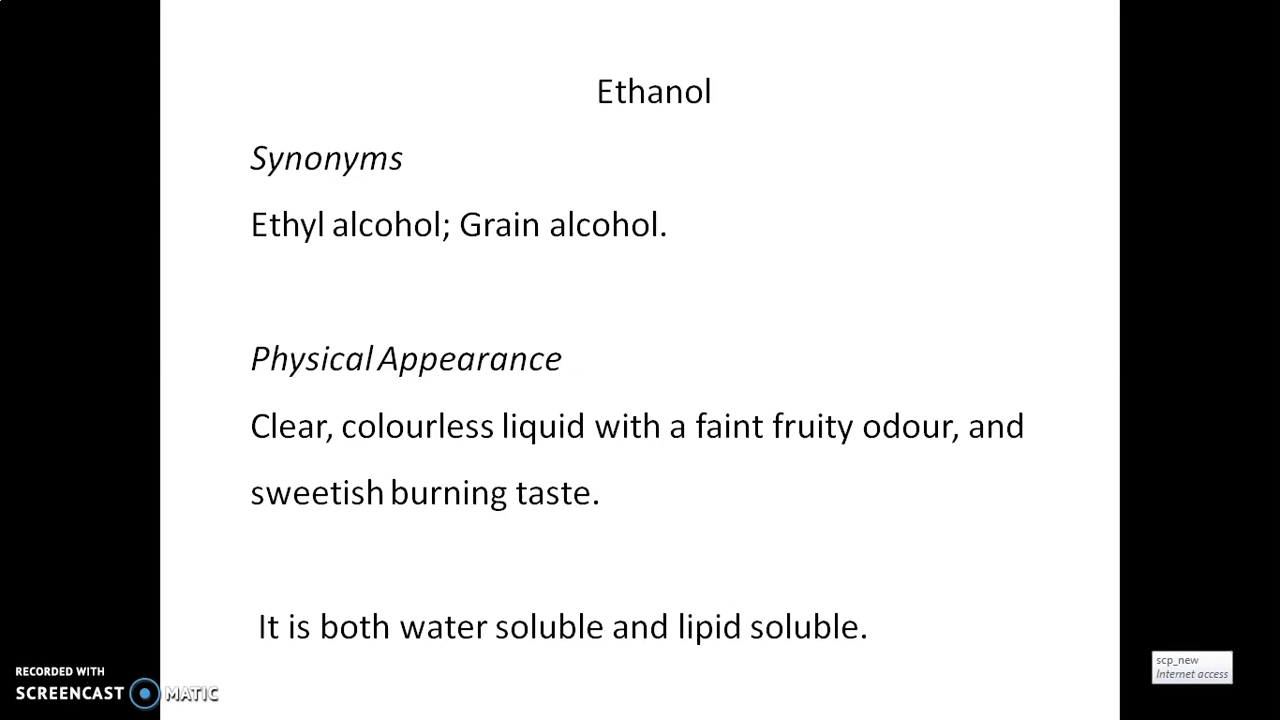 Ethanol
Synonyms
Ethyl alcohol; Grain alcohol.
Physical Appearance
Clear, colourless liquid with a faint fruity odour, and
sweetish burning taste.
It is both water soluble and lipid soluble.
RECORDED WITH
SCREENCAST MATIC
scp_new
Internet access